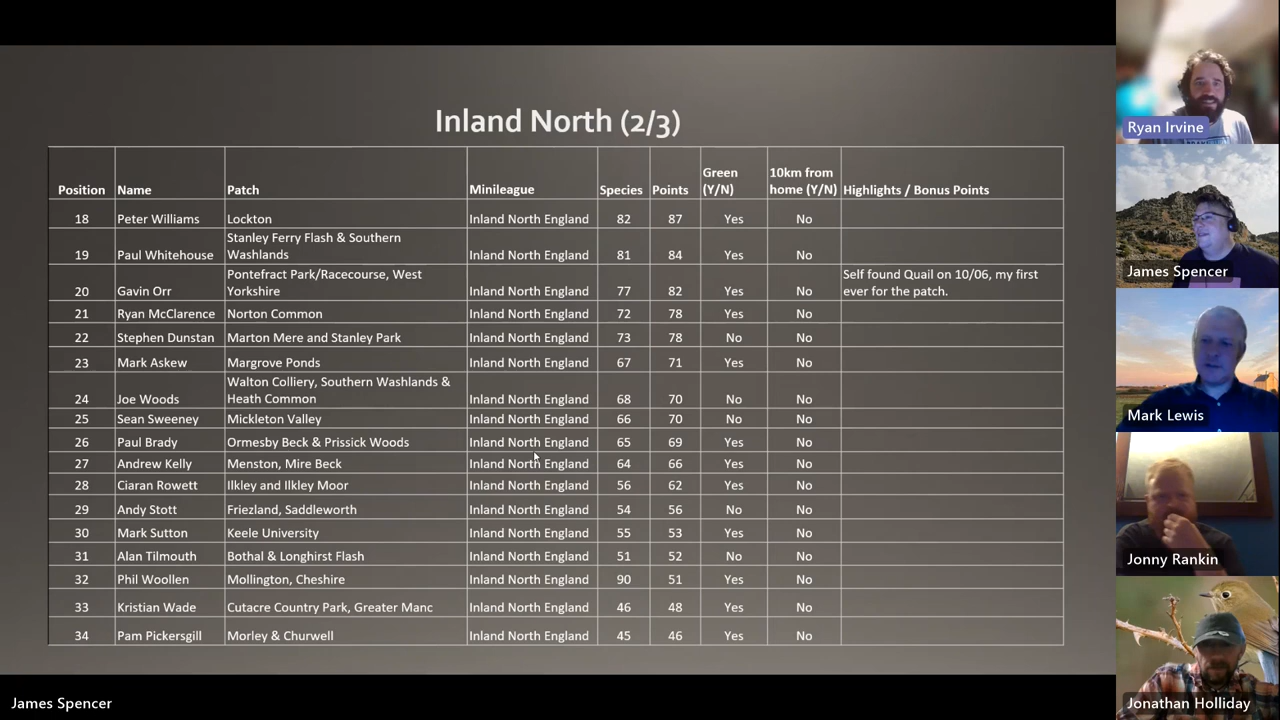 Inland North (2/3)
Position Name Patch Minileague Species Points Green (Y/N) 10km from home (Y/N) Highlights / Bonus Points
18 Peter Williams Lockton Inland North England 82 87 Yes No
19 Paul Whitehouse Stanley Ferry Flash & Southern Washlands Inland North England 81 84 Yes No
20 Gavin Orr Pontefract Park/Racecourse, West Yorkshire Inland North England 77 82 Yes No Self found Quail on 10/06, my first ever for the patch.
21 Ryan McClarence Norton Common Inland North England 72 78 Yes No
22 Stephen Dunstan Marton Mere and Stanley Park Inland North England 73 78 No No
23 Mark Askew Margrove Ponds Inland North England 67 71 Yes No
24 Joe Woods Walton Colliery, Southern Washlands & Heath Common Inland North England 68 70 No No
25 Sean Sweeney Mickleton Valley Inland North England 66 70 No No
26 Paul Brady Ormesby Beck & Prissick Woods Inland North England 65 69 Yes No
27 Andrew Kelly Menston, Mire Beck Inland North England 64 66 Yes No
28 Ciaran Rowett Ilkley and Ilkley Moor Inland North England 56 62 Yes No
29 Andy Stott Friezland, Saddleworth Inland North England 54 56 No No
30 Mark Sutton Keele University Inland North England 55 53 Yes No
31 Alan Tilmouth Bothal & Longhirst Flash Inland North England 51 52 No No
32 Phil Woollen Mollington, Cheshire Inland North England 90 51 Yes No
33 Kristian Wade Cutacre Country Park, Greater Manc Inland North England 46 48 Yes No
34 Pam Pickersgill Morley & Churwell Inland North England 45 46 Yes No
Ryan Irvine
James Spencer
Mark Lewis
Jonny Rankin
Jonathan Holliday
James Spencer